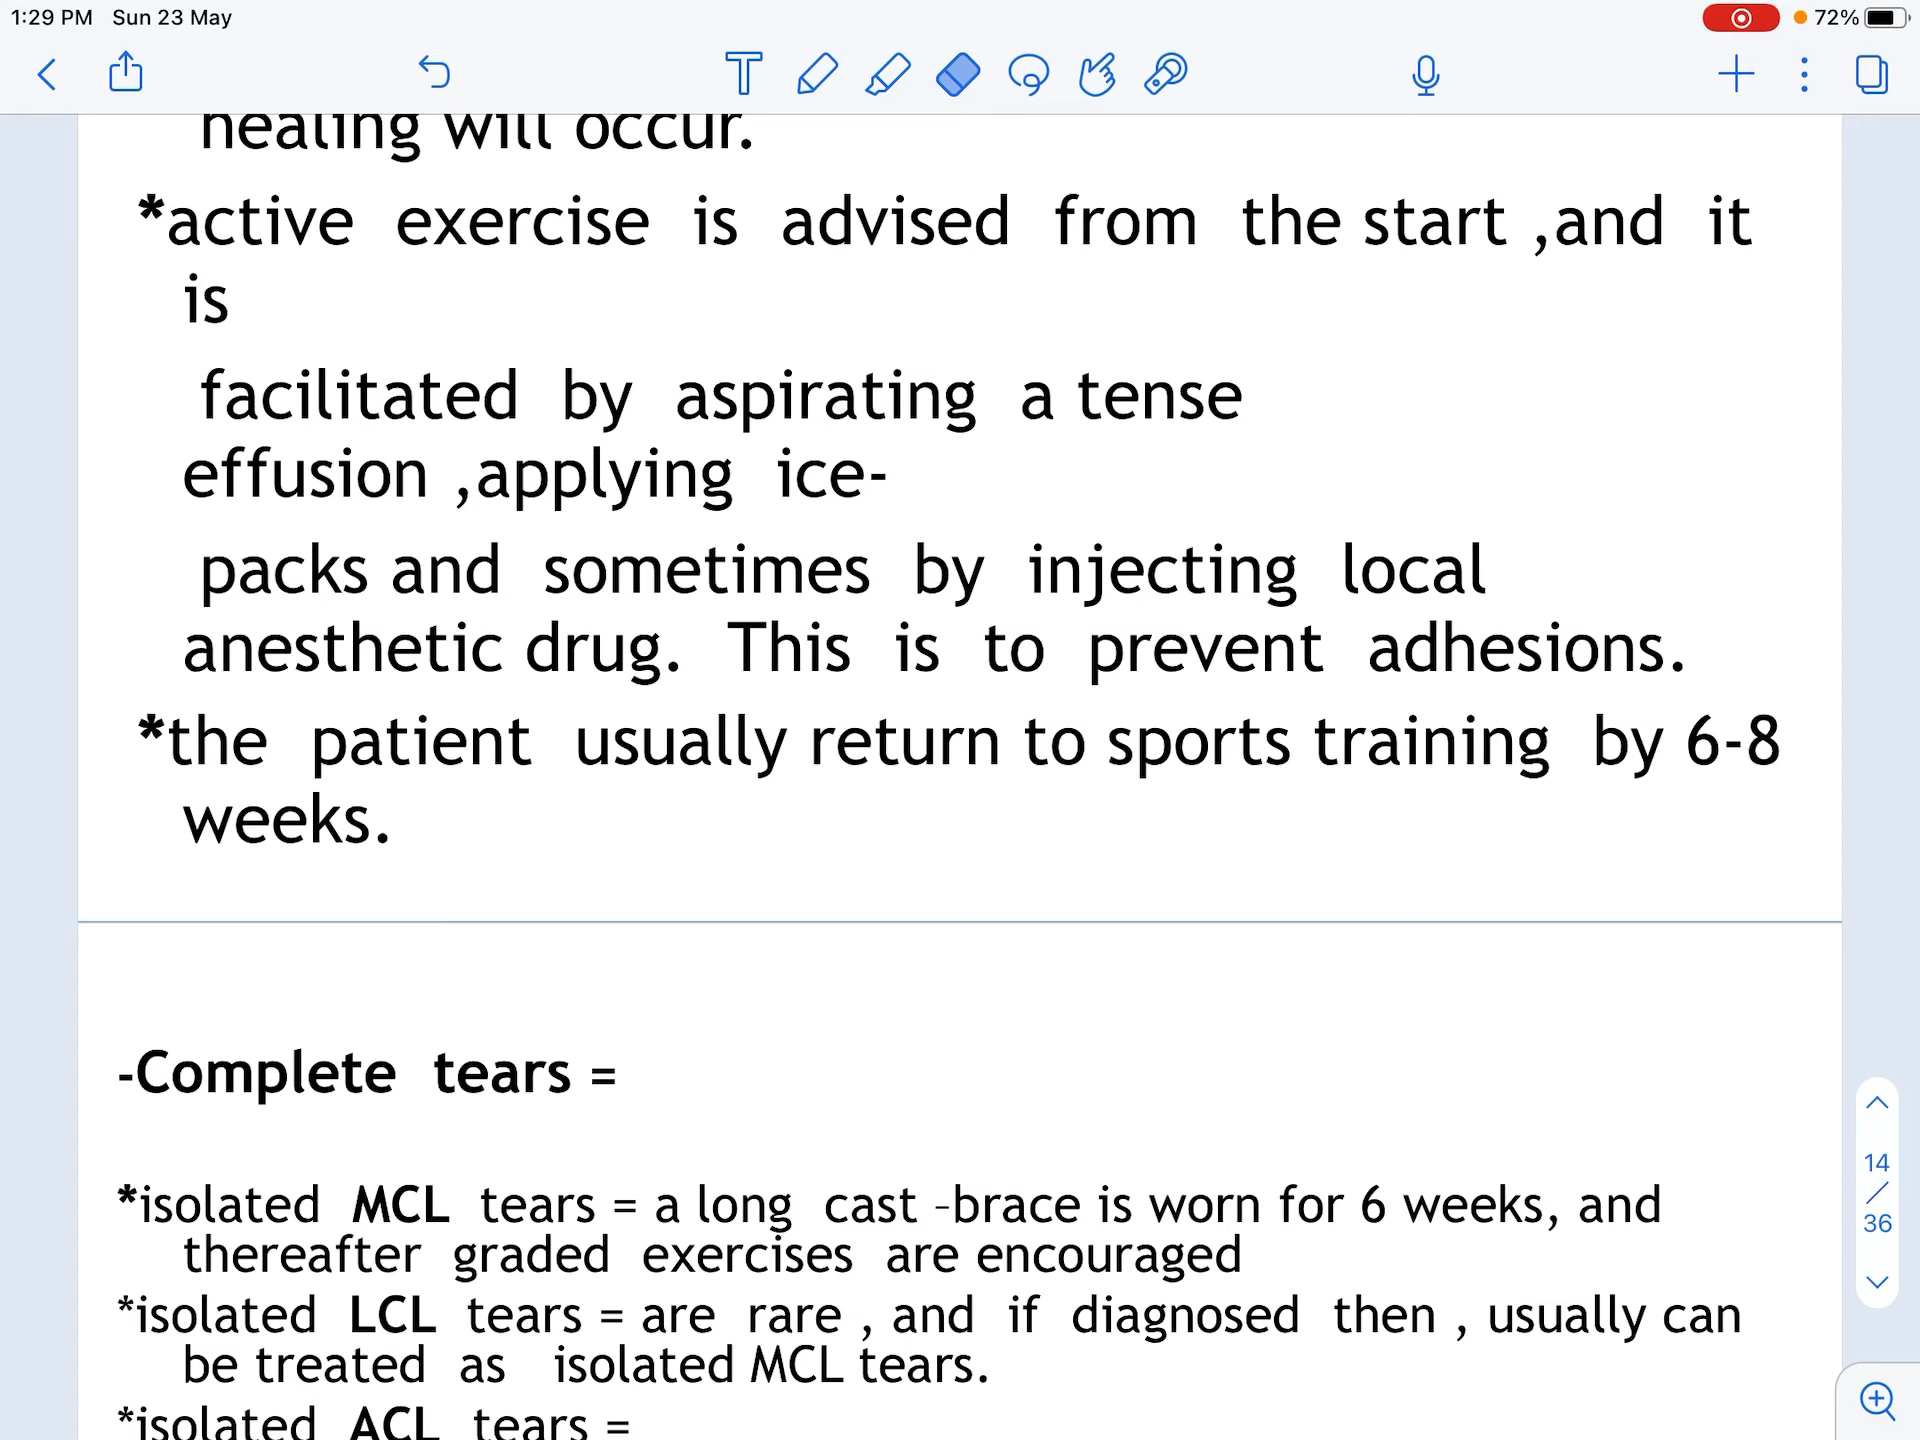 1:29 PM Sun 23 May
72%
healing will occur.
*active exercise is advised from the start ,and it
is
facilitated by aspirating a tense
effusion ,applying ice-
packs and sometimes by injecting local
anesthetic drug. This is to prevent adhesions.
*the patient usually return to sports training by 6-8
weeks.
-Complete tears =
*isolated MCL tears = a long cast –brace is worn for 6 weeks, and
thereafter graded exercises are encouraged
*isolated LCL tears = are rare , and if diagnosed then , usually can
be treated as isolated MCL tears.
*isolated ACL tears =
14
/
36